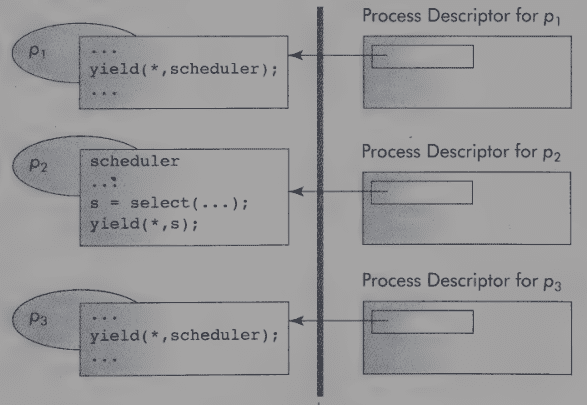 Process Descriptor for p1
p1
...
yield(*,scheduler);
...
Process Descriptor for p2
p2
scheduler
...
s = select(...);
yield(*,s);
Process Descriptor for p3
p3
...
yield(*,scheduler);
...